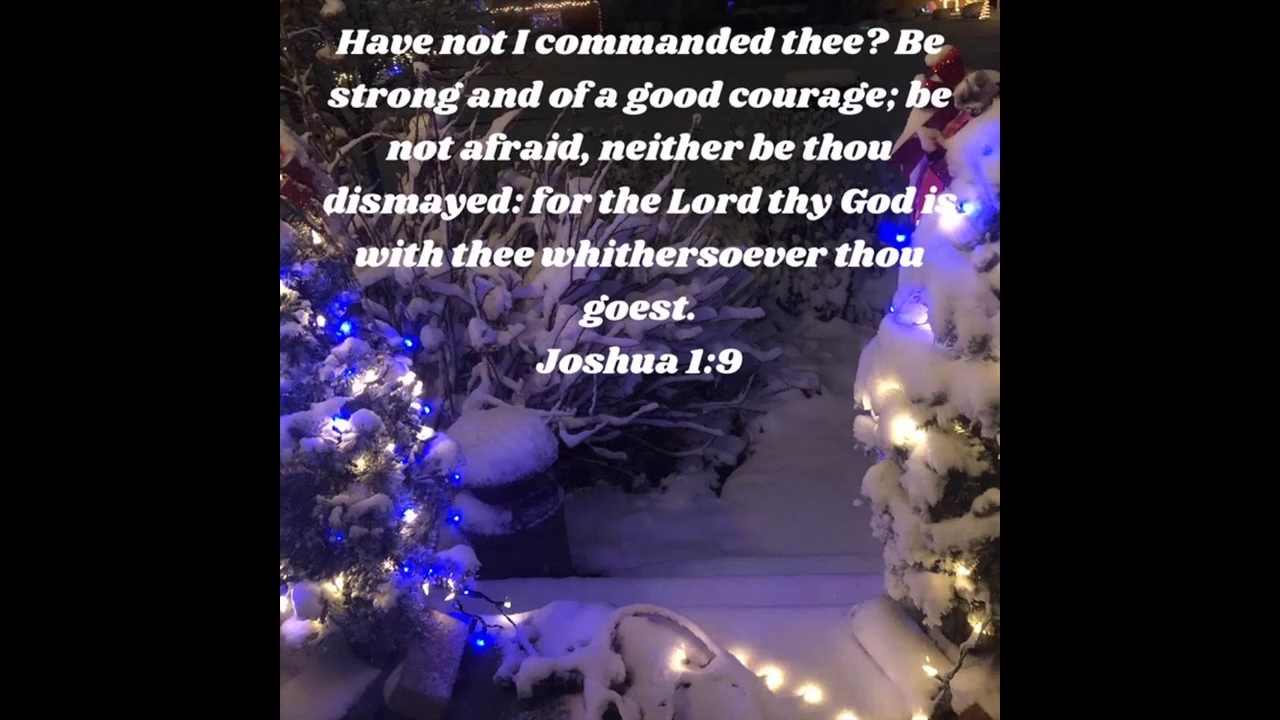 Have not I commanded thee? Be
strong and of a good courage; be
not afraid, neither be thou
dismayed: for the Lord thy God is
with thee whithersoever thou
goest.
Joshua 1:9